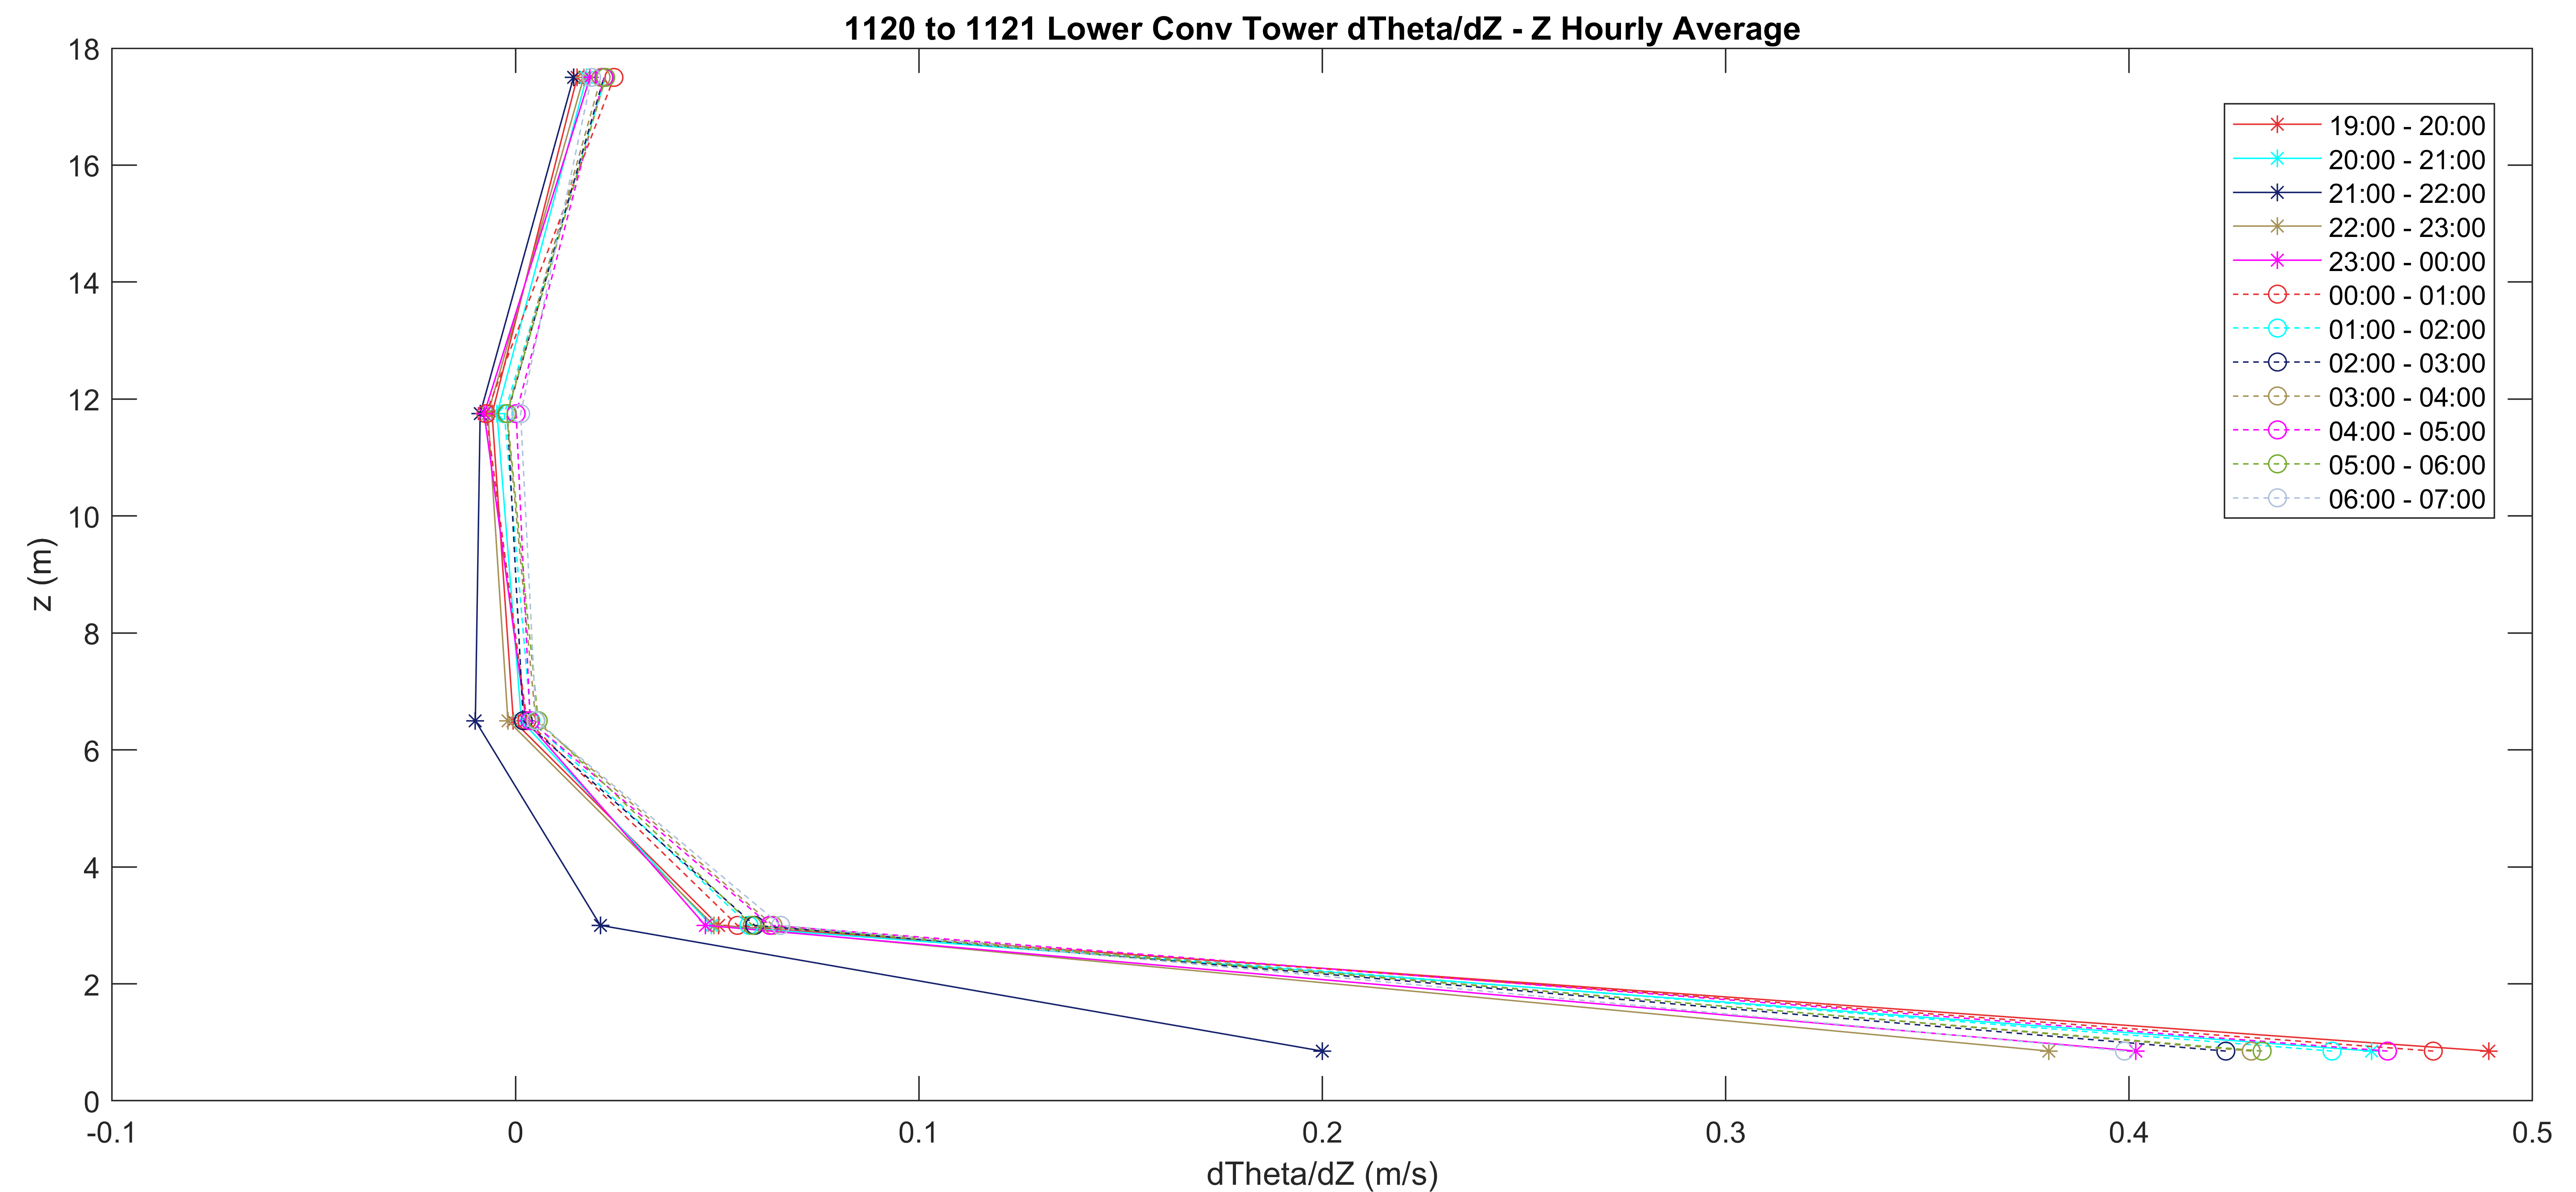 1120 to 1121 Lower Conv Tower dTheta/dZ - Z Hourly Average
18
16
14
12
10
8
6
4
2
0
z (m)
19:00 - 20:00
20:00 - 21:00
21:00 - 22:00
22:00 - 23:00
23:00 - 00:00
00:00 - 01:00
01:00 - 02:00
02:00 - 03:00
03:00 - 04:00
04:00 - 05:00
05:00 - 06:00
06:00 - 07:00
-0.1 0 0.1 0.2 0.3 0.4 0.5
dTheta/dZ (m/s)